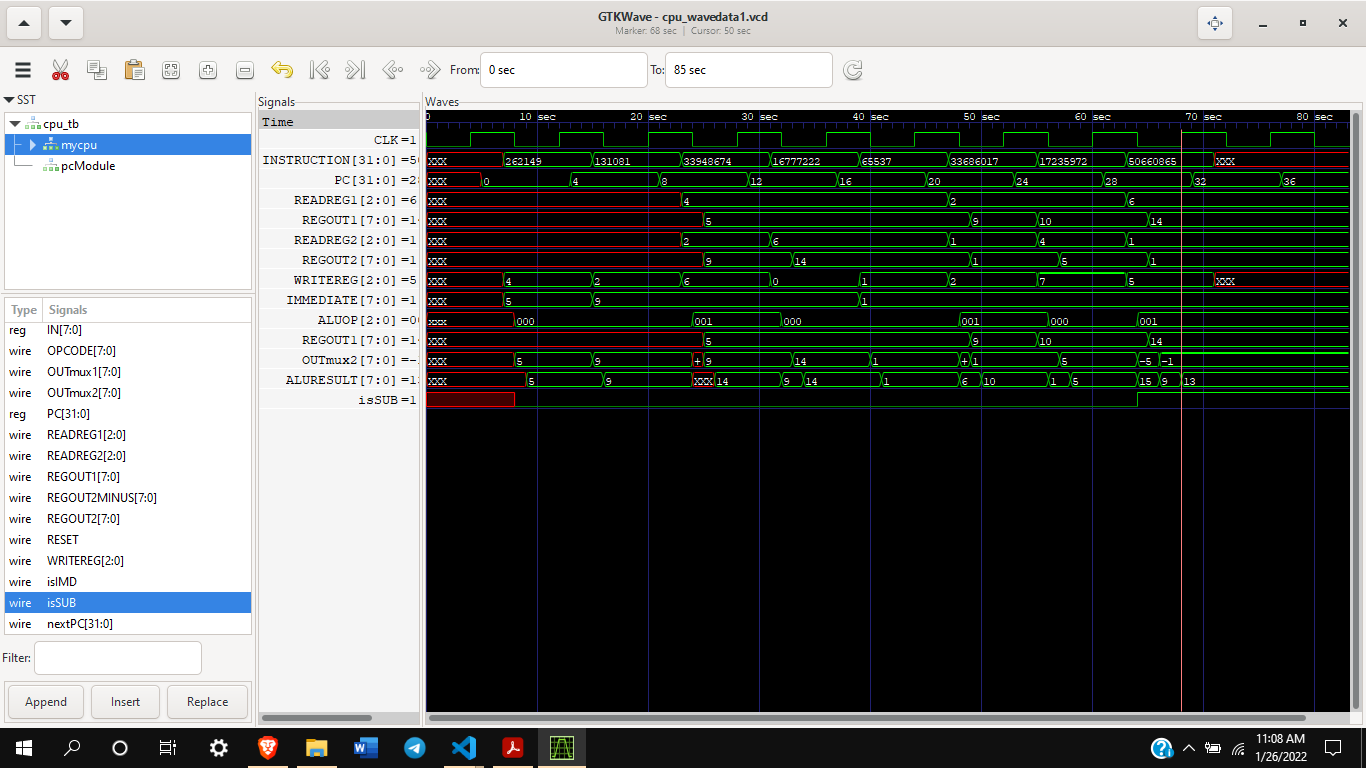 GTKWave - cpu_wavedata1.vcd
Marker: 68 sec | Cursor: 50 sec
From: 0 sec To: 85 sec
SST
cpu_tb
mycpu
pcModule
Type Signals
reg IN[7:0]
wire OPCODE[7:0]
wire OUTmux1[7:0]
wire OUTmux2[7:0]
reg PC[31:0]
wire READREG1[2:0]
wire READREG2[2:0]
wire REGOUT1[7:0]
wire REGOUT2MINUS[7:0]
wire REGOUT2[7:0]
wire RESET
wire WRITEREG[2:0]
wire isIMD
wire isSUB
wire nextPC[31:0]
Filter:
Append Insert Replace
Signals
Time
CLK =1
INSTRUCTION[31:0] =50
PC[31:0] =28
READREG1[2:0] =6
REGOUT1[7:0] =14
READREG2[2:0] =1
REGOUT2[7:0] =1
WRITEREG[2:0] =5
IMMEDIATE[7:0] =1
ALUOP[2:0] =00
REGOUT1[7:0] =14
OUTmux2[7:0] =-1
ALURESULT[7:0] =13
isSUB =1
Waves
0 10 sec 20 sec 30 sec 40 sec 50 sec 60 sec 70 sec 80 sec
XXX 262149 131081 33948674 16777222 65537 33686017 17235972 50660865 XXX
XXX 0 4 8 12 16 20 24 28 32 36
XXX 4 2 6
XXX 5 9 10 14
XXX 2 6 1 4 1
XXX 9 14 1 5 1
XXX 4 2 6 0 1 2 7 5 XXX
XXX 5 9 1
xxx 000 001 000 001 000 001
XXX 5 9 10 14
XXX 5 9 + 9 14 1 + 1 5 -5 -1
XXX 5 9 XXX 14 9 14 1 6 10 1 5 15 9 13
11:08 AM
1/26/2022